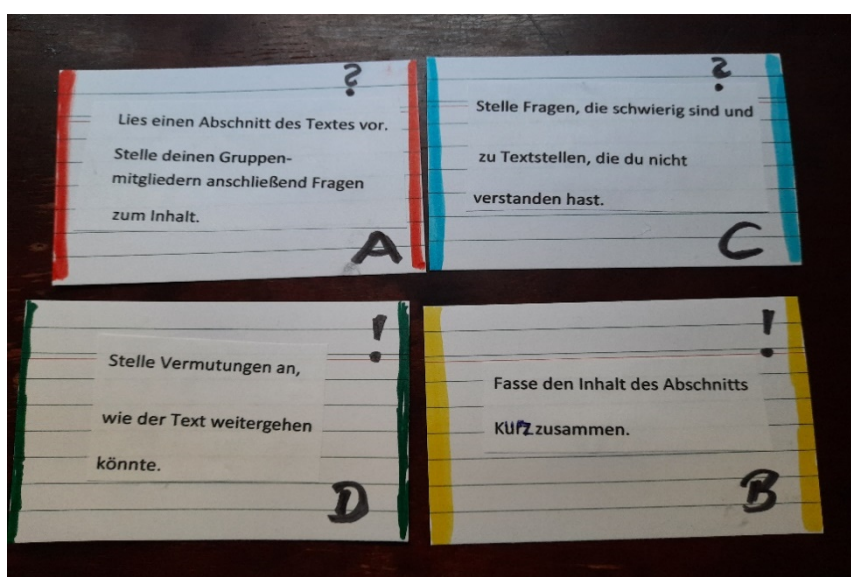 ?
Lies einen Abschnitt des Textes vor.
Stelle deinen Gruppen-
mitgliedern anschließend Fragen
zum Inhalt.
A
?
Stelle Fragen, die schwierig sind und
zu Textstellen, die du nicht
verstanden hast.
C
!
Stelle Vermutungen an,
wie der Text weitergehen
könnte.
D
!
Fasse den Inhalt des Abschnitts
Kurz zusammen.
B